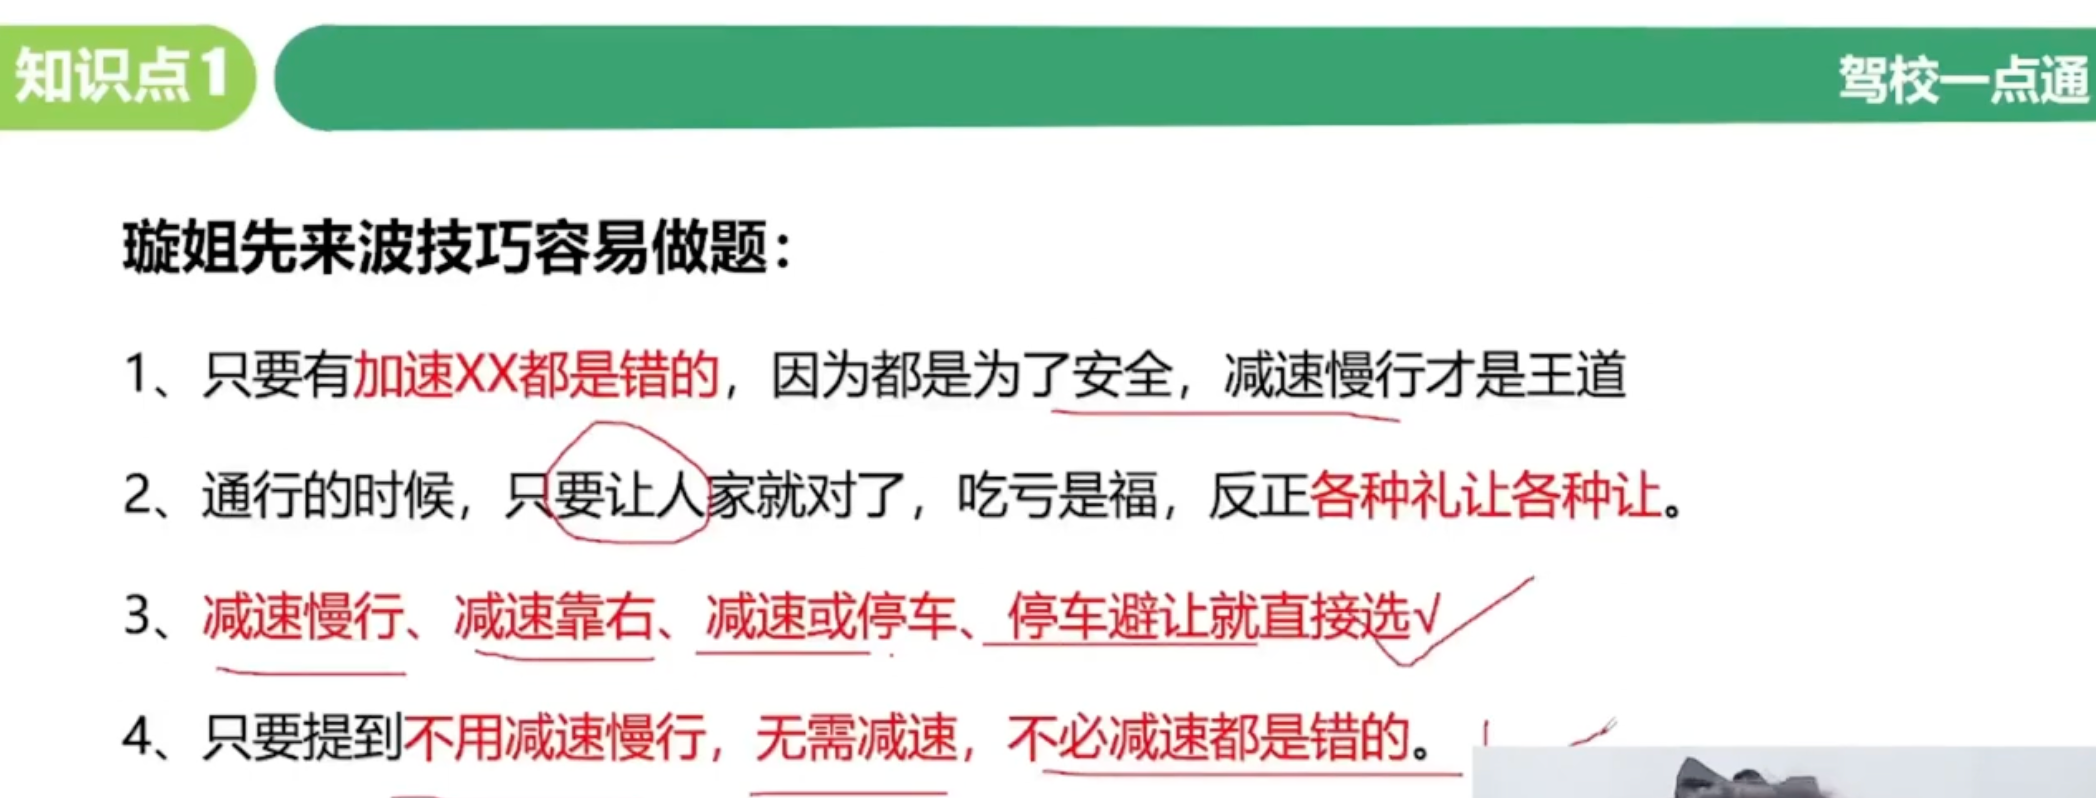 知识点1
驾校一点通
璇姐先来波技巧容易做题：
1、只要有加速XX都是错的，因为都是为了安全，减速慢行才是王道
2、通行的时候，只要让人家就对了，吃亏是福，反正各种礼让各种让。
3、减速慢行、减速靠右、减速或停车、停车避让就直接选√
4、只要提到不用减速慢行，无需减速，不必减速都是错的。